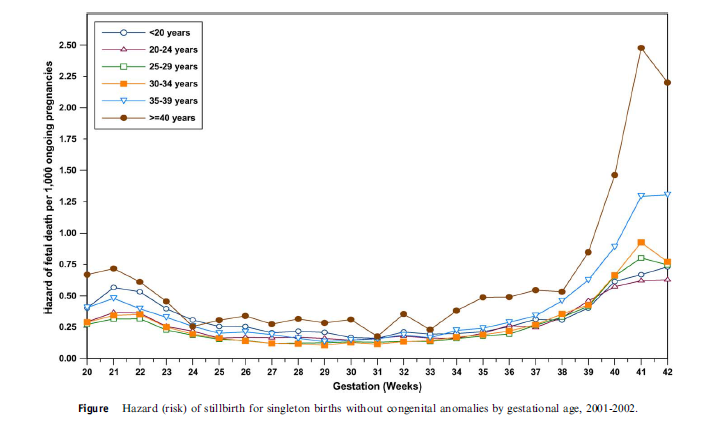 <20 years
20-24 years
25-29 years
30-34 years
35-39 years
>=40 years
Hazard of fetal death per 1,000 ongoing pregnancies
2.50
2.25
2.00
1.75
1.50
1.25
1.00
0.75
0.50
0.25
0.00
20 21 22 23 24 25 26 27 28 29 30 31 32 33 34 35 36 37 38 39 40 41 42
Gestation (Weeks)
Figure Hazard (risk) of stillbirth for singleton births without congenital anomalies by gestational age, 2001-2002.